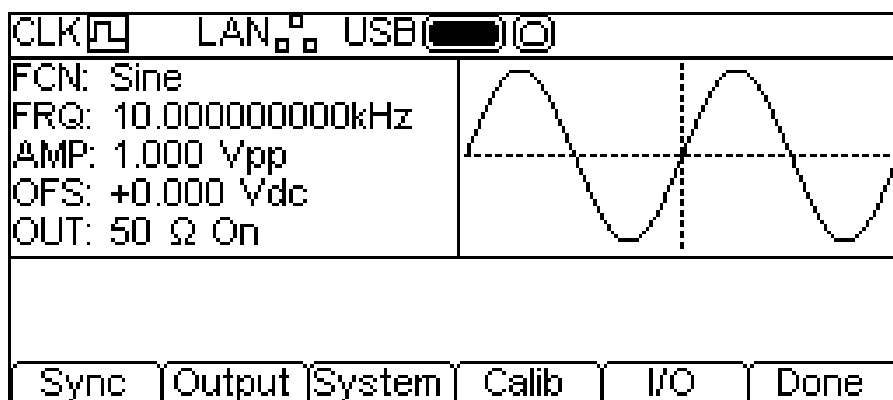 CLK LAN USB
FCN: Sine
FRQ: 10.000000000kHz
AMP: 1.000 Vpp
OFS: +0.000 Vdc
OUT: 50 Ω On
Sync Output System Calib I/O Done